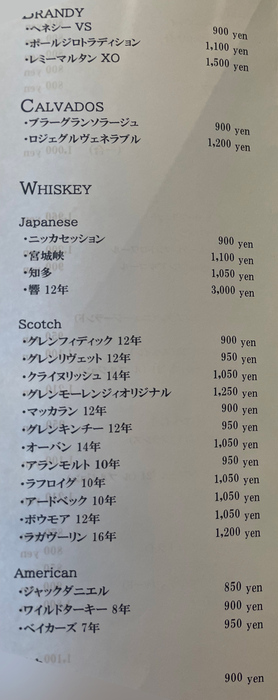 BRANDY
・ヘネシー VS 900 yen
・ポールジロトラディション 1,100 yen
・レミーマルタン XO 1,500 yen
CALVADOS
・ブラーグランソラージュ 900 yen
・ロジェグルヴェネラブル 1,200 yen
WHISKEY
Japanese
・ニッカセッション 900 yen
・宮城峡 1,100 yen
・知多 1,050 yen
・響 12年 3,000 yen
Scotch
・グレンフィディック 12年 900 yen
・グレンリヴェット 12年 950 yen
・クライヌリッシュ 14年 1,050 yen
・グレンモーレンジィオリジナル 1,250 yen
・マッカラン 12年 900 yen
・グレンキンチー 12年 950 yen
・オーバン 14年 1,050 yen
・アランモルト 10年 950 yen
・ラフロイグ 10年 1,050 yen
・アードベック 10年 1,050 yen
・ボウモア 12年 1,050 yen
・ラガヴーリン 16年 1,200 yen
American
・ジャックダニエル 850 yen
・ワイルドターキー 8年 900 yen
・ベイカーズ 7年 950 yen
900 yen